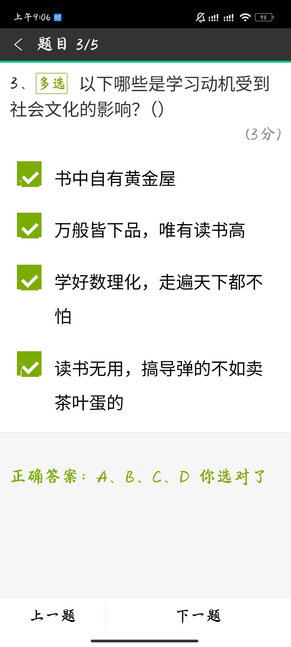 上午9:06
题目 3/5
3、多选 以下哪些是学习动机受到
社会文化的影响？（）
（3分）
书中自有黄金屋
万般皆下品，唯有读书高
学好数理化，走遍天下都不
怕
读书无用，搞导弹的不如卖
茶叶蛋的
正确答案：A、B、C、D 你选对了
上一题 下一题